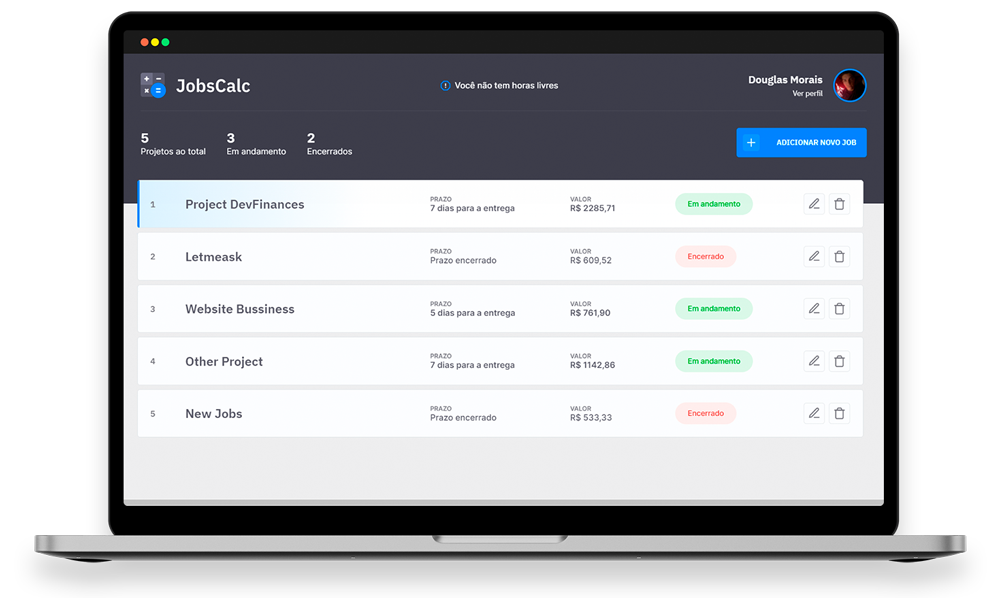 JobsCalc
Você não tem horas livres
Douglas Morais
Ver perfil
5
Projetos ao total
3
Em andamento
2
Encerrados
ADICIONAR NOVO JOB
1
Project DevFinances
PRAZO
7 dias para a entrega
VALOR
R$ 2285,71
Em andamento
2
Letmeask
PRAZO
Prazo encerrado
VALOR
R$ 609,52
Encerrado
3
Website Bussiness
PRAZO
5 dias para a entrega
VALOR
R$ 761,90
Em andamento
4
Other Project
PRAZO
7 dias para a entrega
VALOR
R$ 1142,86
Em andamento
5
New Jobs
PRAZO
Prazo encerrado
VALOR
R$ 533,33
Encerrado